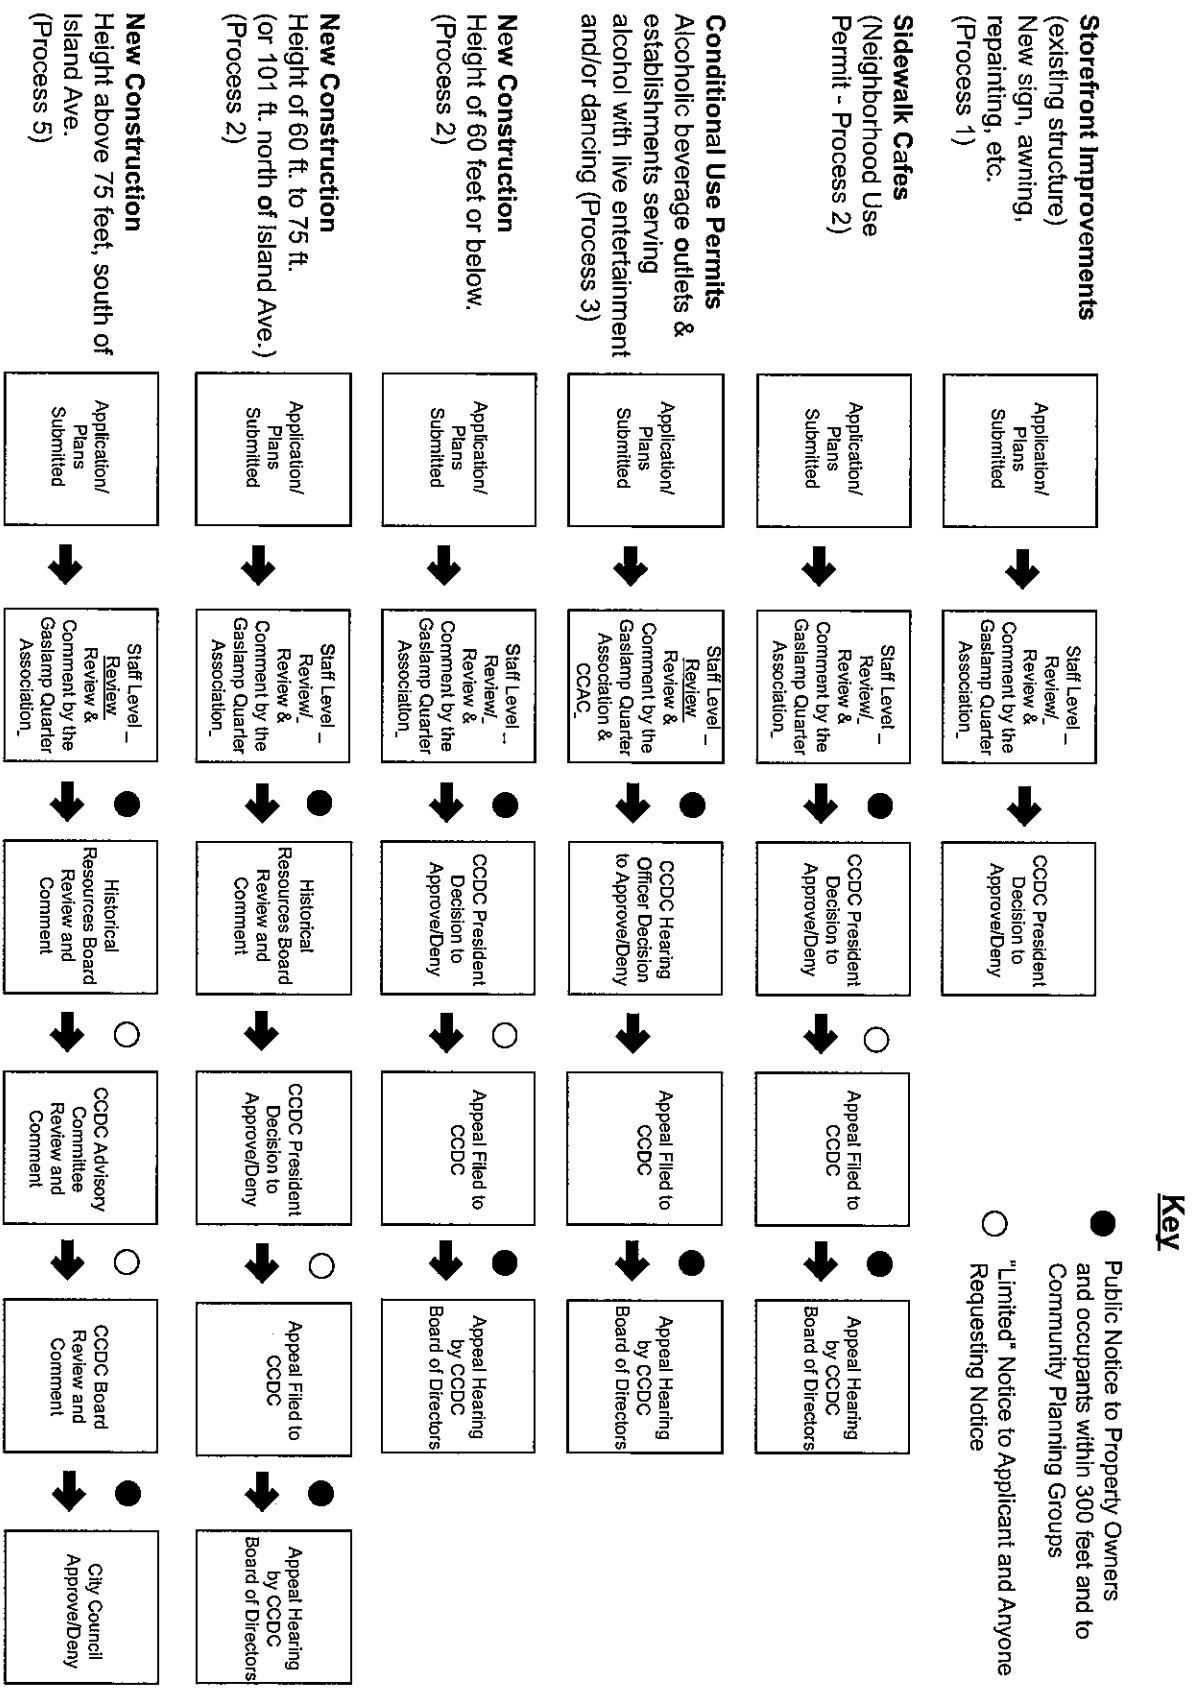 Key
Public Notice to Property Owners
and occupants within 300 feet and to
Community Planning Groups
"Limited" Notice to Applicant and Anyone
Requesting Notice
Storefront Improvements
(existing structure)
New sign, awning,
repainting, etc.
(Process 1)
Application/
Plans
Submitted
Staff Level –
Review/
Review &
Comment by the
Gaslamp Quarter
Association
CCDC President
Decision to
Approve/Deny
Sidewalk Cafes
(Neighborhood Use
Permit - Process 2)
Application/
Plans
Submitted
Staff Level –
Review/
Review &
Comment by the
Gaslamp Quarter
Association
CCDC President
Decision to
Approve/Deny
Appeal Filed to
CCDC
Appeal Hearing
by CCDC
Board of Directors
Conditional Use Permits
Alcoholic beverage outlets &
establishments serving
alcohol with live entertainment
and/or dancing (Process 3)
Application/
Plans
Submitted
Staff Level –
Review
Review &
Comment by the
Gaslamp Quarter
Association &
CCAC
CCDC Hearing
Officer Decision
to Approve/Deny
Appeal Filed to
CCDC
Appeal Hearing
by CCDC
Board of Directors
New Construction
Height of 60 feet or below.
(Process 2)
Application/
Plans
Submitted
Staff Level --
Review/
Review &
Comment by the
Gaslamp Quarter
Association
CCDC President
Decision to
Approve/Deny
Appeal Filed to
CCDC
Appeal Hearing
by CCDC
Board of Directors
New Construction
Height of 60 ft. to 75 ft.
(or 101 ft. north of Island Ave.)
(Process 2)
Application/
Plans
Submitted
Staff Level –
Review/
Review &
Comment by the
Gaslamp Quarter
Association
Historical
Resources Board
Review and
Comment
CCDC President
Decision to
Approve/Deny
Appeal Filed to
CCDC
Appeal Hearing
by CCDC
Board of Directors
New Construction
Height above 75 feet, south of
Island Ave.
(Process 5)
Application/
Plans
Submitted
Staff Level –
Review
Review &
Comment by the
Gaslamp Quarter
Association
Historical
Resources Board
Review and
Comment
CCDC Advisory
Committee
Review and
Comment
CCDC Board
Review and
Comment
City Council
Approve/Deny